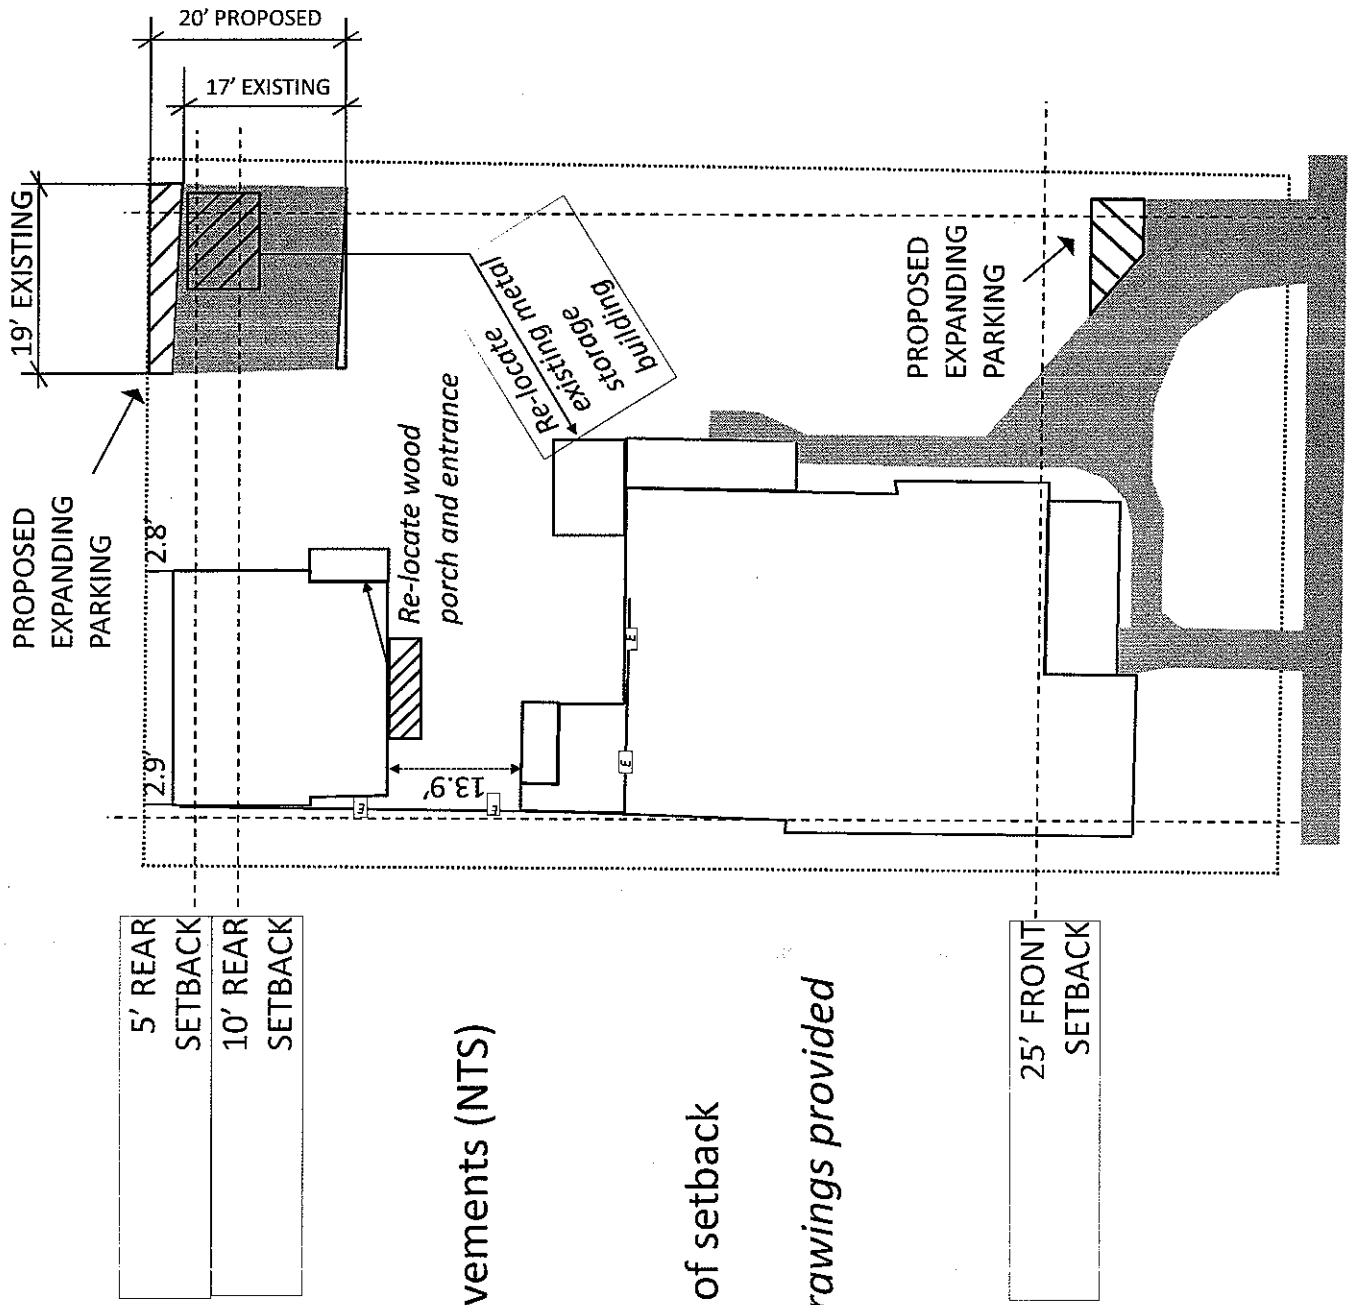 20' PROPOSED
17' EXISTING
19' EXISTING
PROPOSED
EXPANDING
PARKING
2.8'
2.9'
Re-locate
existing metal
storage
building
Re-locate wood
porch and entrance
13.9'
E
E
E
E
PROPOSED
EXPANDING
PARKING
5' REAR
SETBACK
10' REAR
SETBACK
vements (NTS)
of setback
rawings provided
25' FRONT
SETBACK